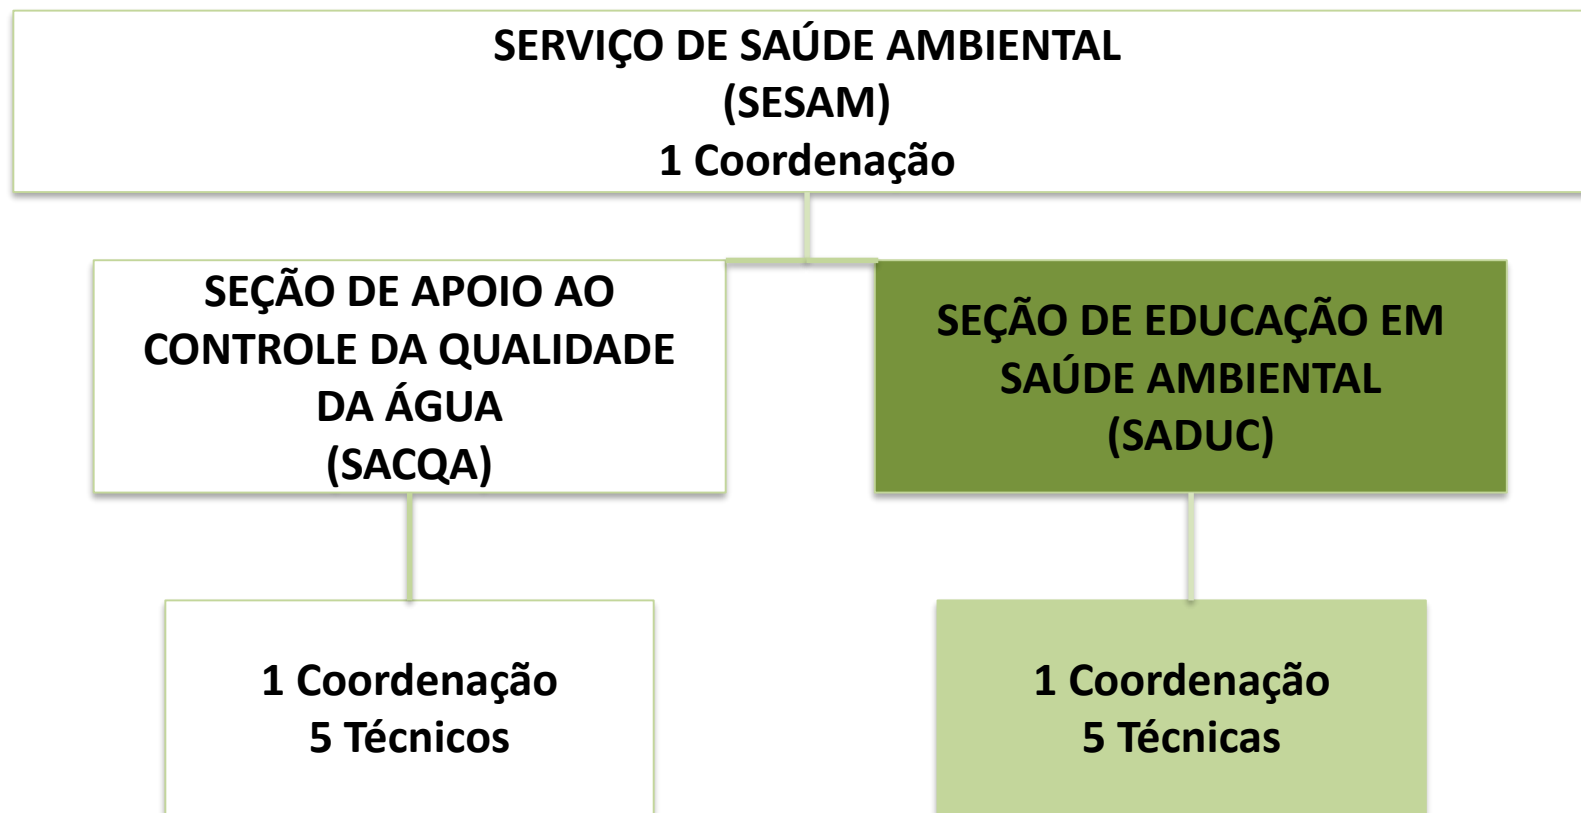 SERVIÇO DE SAÚDE AMBIENTAL
(SESAM)
1 Coordenação
SEÇÃO DE APOIO AO
CONTROLE DA QUALIDADE
DA ÁGUA
(SACQA)
SEÇÃO DE EDUCAÇÃO EM
SAÚDE AMBIENTAL
(SADUC)
1 Coordenação
5 Técnicos
1 Coordenação
5 Técnicas